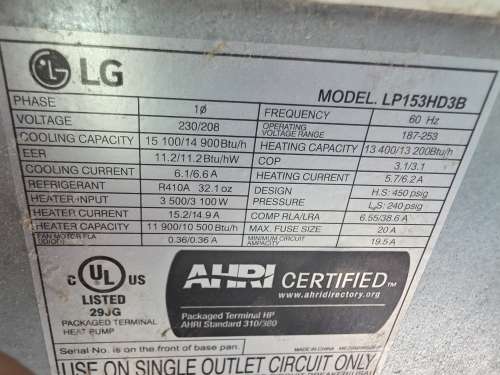 LG
MODEL. LP153HD3B
PHASE 1Ø FREQUENCY 60 Hz
VOLTAGE 230/208 OPERATING VOLTAGE RANGE 187-253
COOLING CAPACITY 15 100/14 900Btu/h HEATING CAPACITY 13 400/13 200Btu/h
EER 11.2/11.2Btu/hW COP 3.1/3.1
COOLING CURRENT 6.1/6.6 A HEATING CURRENT 5.7/6.2 A
REFRIGERANT R410A 32.1 oz DESIGN H.S: 450 psig
HEATER INPUT 3 500/3 100W PRESSURE L.S: 240 psig
HEATER CURRENT 15.2/14.9 A COMP RLA/LRA 6.55/38.6 A
HEATER CAPACITY 11 900/10 500 Btu/h MAX. FUSE SIZE 20 A
FAN MOTOR FLA 0.36/0.36 A MINIMUM CIRCUIT AMPACITY 19.5 A
C UL US
LISTED
29JG
PACKAGED TERMINAL
HEAT PUMP
AHRI CERTIFIED™
www.ahridirectory.org
Packaged Terminal HP
AHRI Standard 310/380
Serial No. is on the front of base pan.
MADE IN CHINA
USE ON SINGLE OUTLET CIRCUIT ONLY